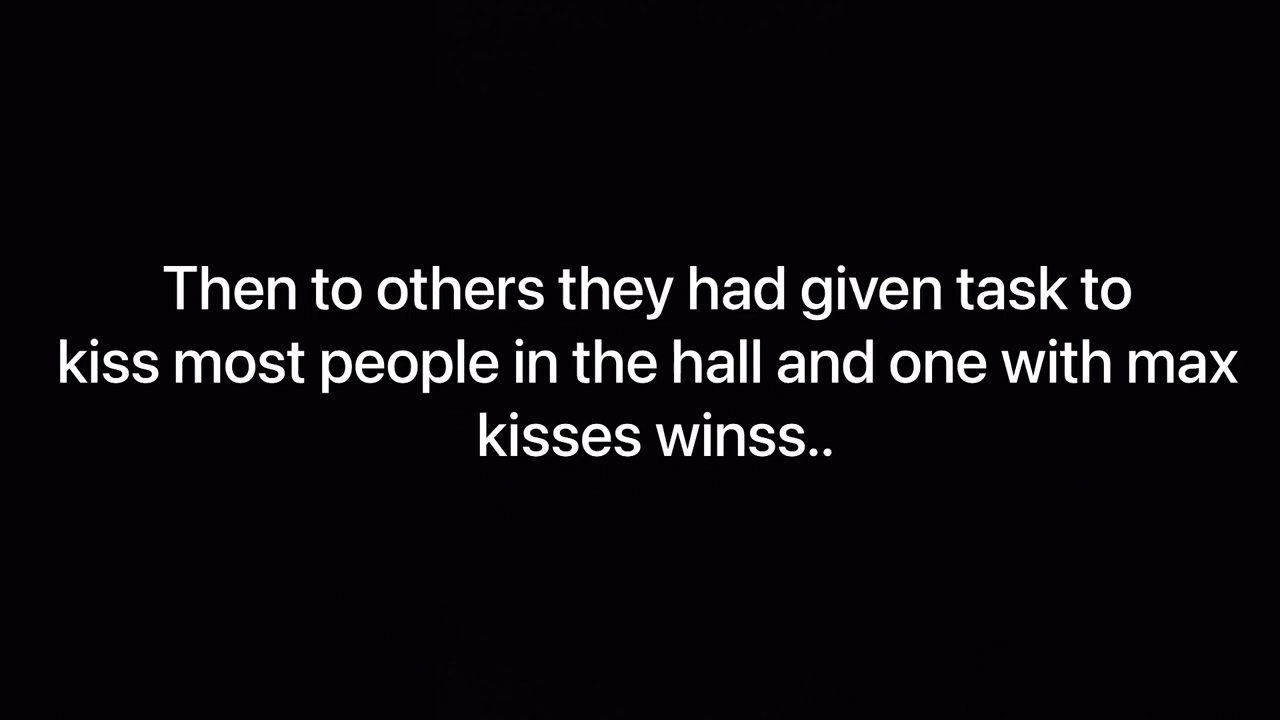 Then to others they had given task to
kiss most people in the hall and one with max
kisses winss..